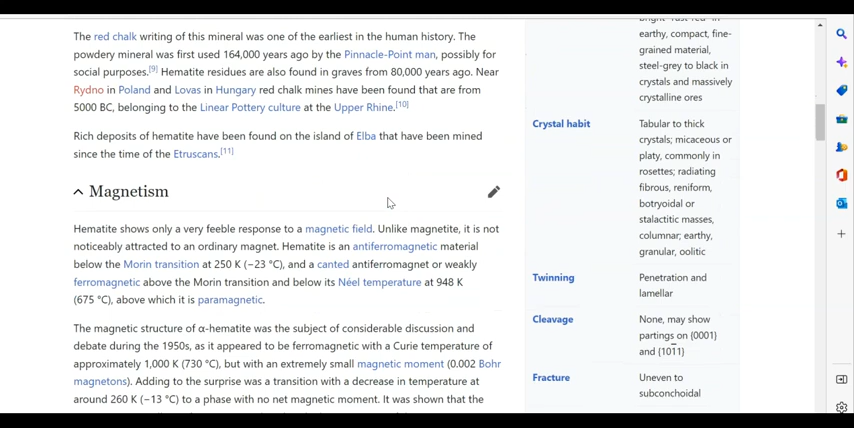 The red chalk writing of this mineral was one of the earliest in the human history. The
powdery mineral was first used 164,000 years ago by the Pinnacle-Point man, possibly for
social purposes.[9] Hematite residues are also found in graves from 80,000 years ago. Near
Rydno in Poland and Lovas in Hungary red chalk mines have been found that are from
5000 BC, belonging to the Linear Pottery culture at the Upper Rhine.[10]
Rich deposits of hematite have been found on the island of Elba that have been mined
since the time of the Etruscans.[11]
Magnetism
Hematite shows only a very feeble response to a magnetic field. Unlike magnetite, it is not
noticeably attracted to an ordinary magnet. Hematite is an antiferromagnetic material
below the Morin transition at 250 K (−23 °C), and a canted antiferromagnet or weakly
ferromagnetic above the Morin transition and below its Néel temperature at 948 K
(675 °C), above which it is paramagnetic.
The magnetic structure of α-hematite was the subject of considerable discussion and
debate during the 1950s, as it appeared to be ferromagnetic with a Curie temperature of
approximately 1,000 K (730 °C), but with an extremely small magnetic moment (0.002 Bohr
magnetons). Adding to the surprise was a transition with a decrease in temperature at
around 260 K (−13 °C) to a phase with no net magnetic moment. It was shown that the
bright "rust-red" in
earthy, compact, fine-
grained material,
steel-grey to black in
crystals and massively
crystalline ores
Crystal habit
Tabular to thick
crystals; micaceous or
platy, commonly in
rosettes; radiating
fibrous, reniform,
botryoidal or
stalactitic masses,
columnar; earthy,
granular, oolitic
Twinning
Penetration and
lamellar
Cleavage
None, may show
partings on {0001}
and {101̅1}
Fracture
Uneven to
subconchoidal